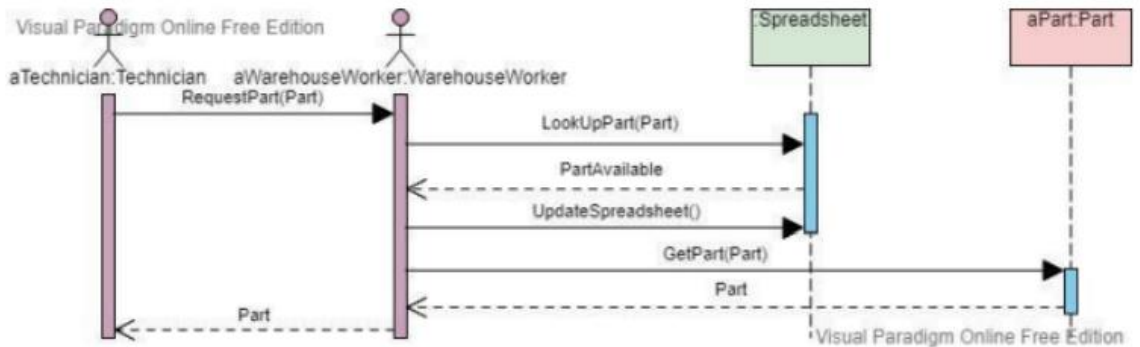 Visual Paradigm Online Free Edition
:Spreadsheet
aPart:Part
aTechnician:Technician
aWarehouseWorker:WarehouseWorker
RequestPart(Part)
LookUpPart(Part)
PartAvailable
UpdateSpreadsheet()
GetPart(Part)
Part
Part
Visual Paradigm Online Free Edition